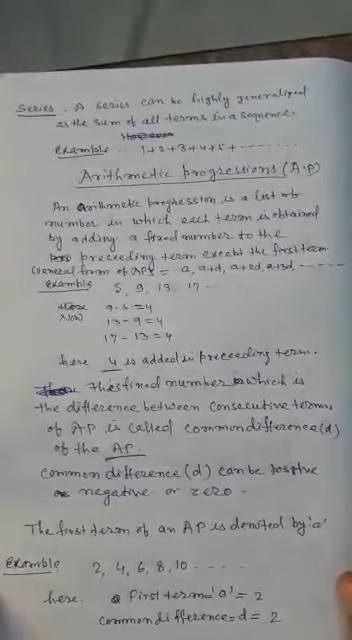 Series. A series can be highly generalized
as the sum of all terms in a sequence.
Example. 1+2+3+4+5+-------
Arithmetic progressions (A.P)
An Arithmetic progression is a list of
number in which each term is obtained
by adding a fixed number to the
preceeding term except the first term.
General form of AP = a, a+d, a+2d, a+3d, -----
Example 5, 9, 13, 17 --
Now 9-5=4
13-9=4
17-13=4
here 4 is added in preceeding term.
the fixed number which is
the difference between consecutive terms
of AP is called common difference (d)
of the AP.
common difference (d) can be positive
negative or zero.
The first term of an AP is denoted by 'a'
Example 2, 4, 6, 8, 10 ----
here. first term 'a' = 2
common difference = d = 2